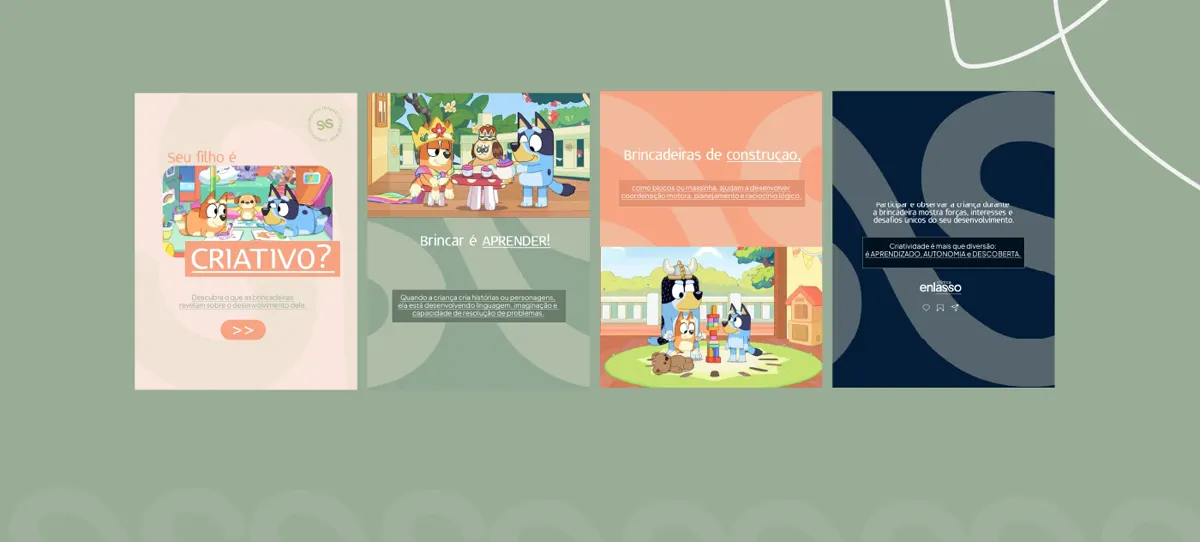 Seu filho é
CRIATIVO?
Descubra o que as brincadeiras
revelam sobre o desenvolvimento dele.
>>
Brincar é APRENDER!
Quando a criança cria histórias ou personagens,
ela está desenvolvendo linguagem, imaginação e
capacidade de resolução de problemas.
Brincadeiras de construção,
como blocos ou massinha, ajudam a desenvolver
coordenação motora, planejamento e raciocínio lógico.
Participar e observar a criança durante
a brincadeira mostra forças, interesses e
desafios únicos do seu desenvolvimento.
Criatividade é mais que diversão:
é APRENDIZADO, AUTONOMIA e DESCOBERTA.
enlasso